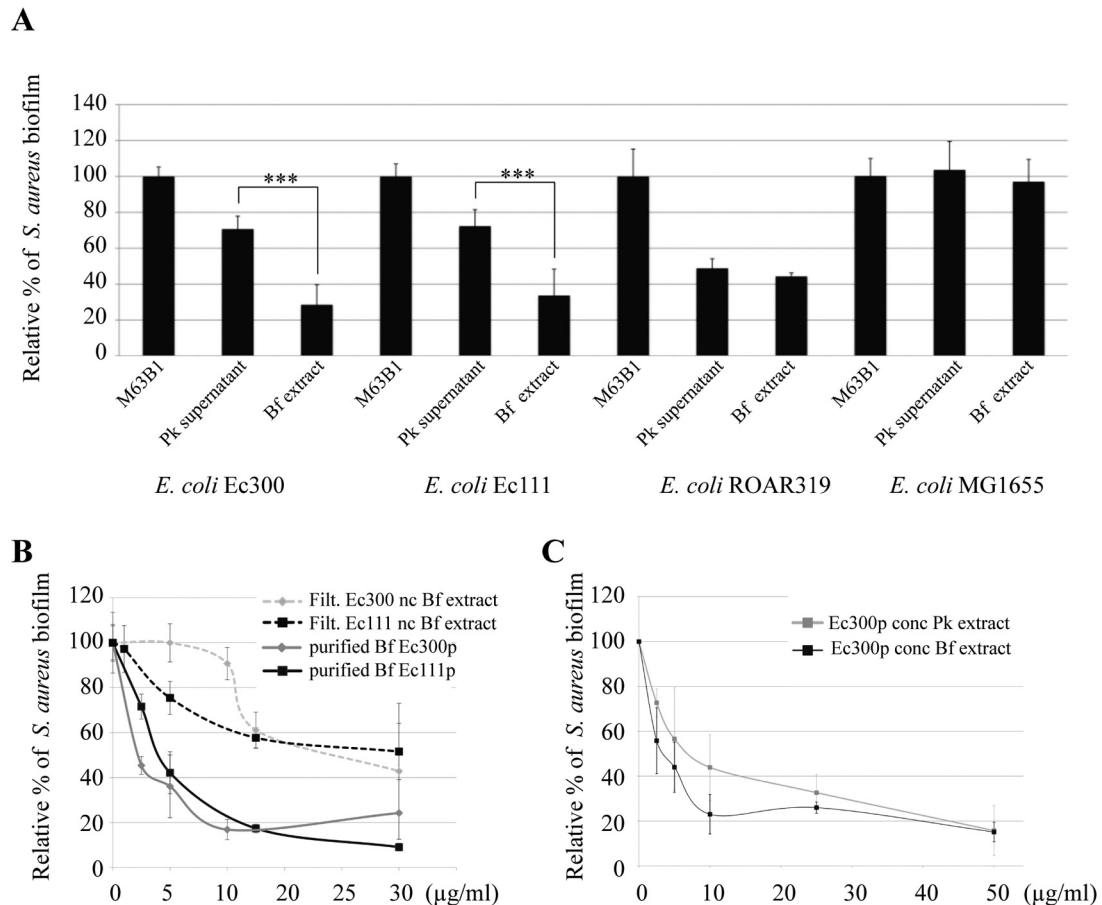 A
Relative % of S. aureus biofilm
140
120
100
80
60
40
20
0
***
***
M63B1
Pk supernatant
Bf extract
M63B1
Pk supernatant
Bf extract
M63B1
Pk supernatant
Bf extract
M63B1
Pk supernatant
Bf extract
E. coli Ec300
E. coli Ec111
E. coli ROAR319
E. coli MG1655
B
Relative % of S. aureus biofilm
120
100
80
60
40
20
0
Filt. Ec300 nc Bf extract
Filt. Ec111 nc Bf extract
purified Bf Ec300p
purified Bf Ec111p
0 5 10 20 30 (µg/ml)
C
Relative % of S. aureus biofilm
120
100
80
60
40
20
0
Ec300p conc Pk extract
Ec300p conc Bf extract
0 10 20 30 40 50 (µg/ml)